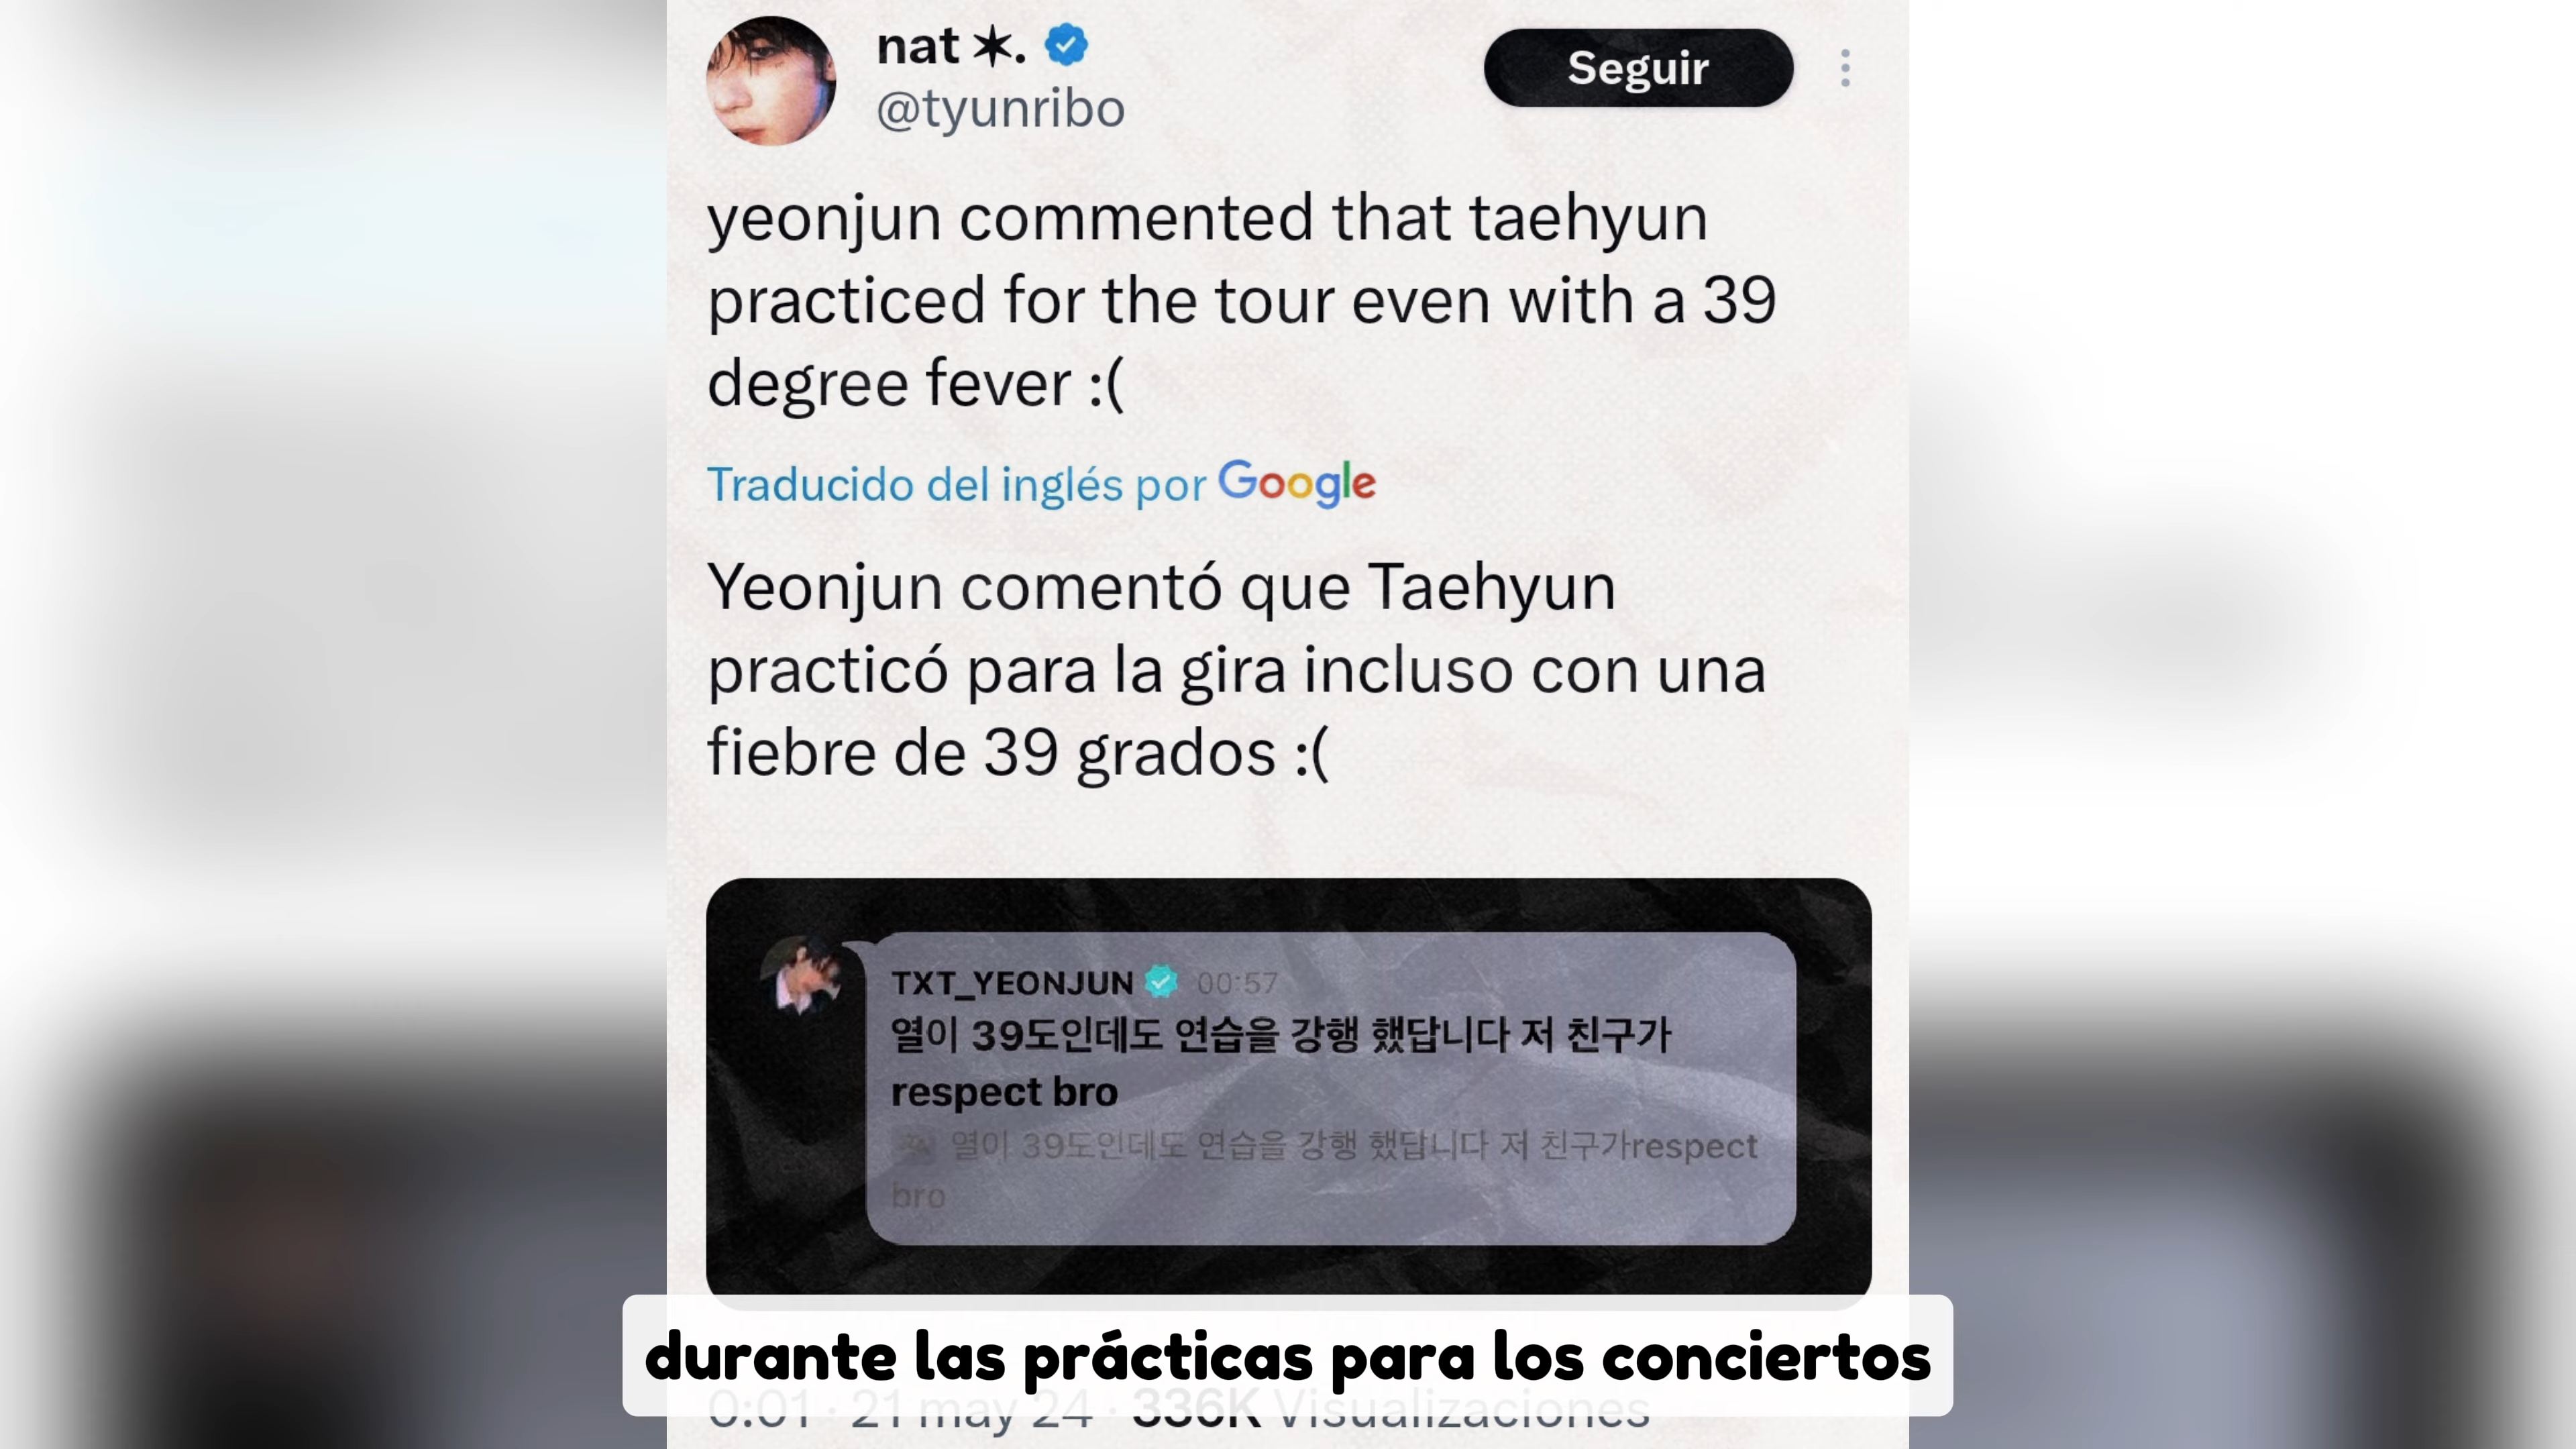 nat ✶.
@tyunribo
Seguir
yeonjun commented that taehyun
practiced for the tour even with a 39
degree fever :(
Traducido del inglés por Google
Yeonjun comentó que Taehyun
practicó para la gira incluso con una
fiebre de 39 grados :(
TXT_YEONJUN 00:57
열이 39도인데도 연습을 강행 했답니다 저 친구가
respect bro
열이 39도인데도 연습을 강행 했답니다 저 친구가respect
bro
durante las prácticas para los conciertos
0:01 · 21 may 24 · 336K Visualizaciones